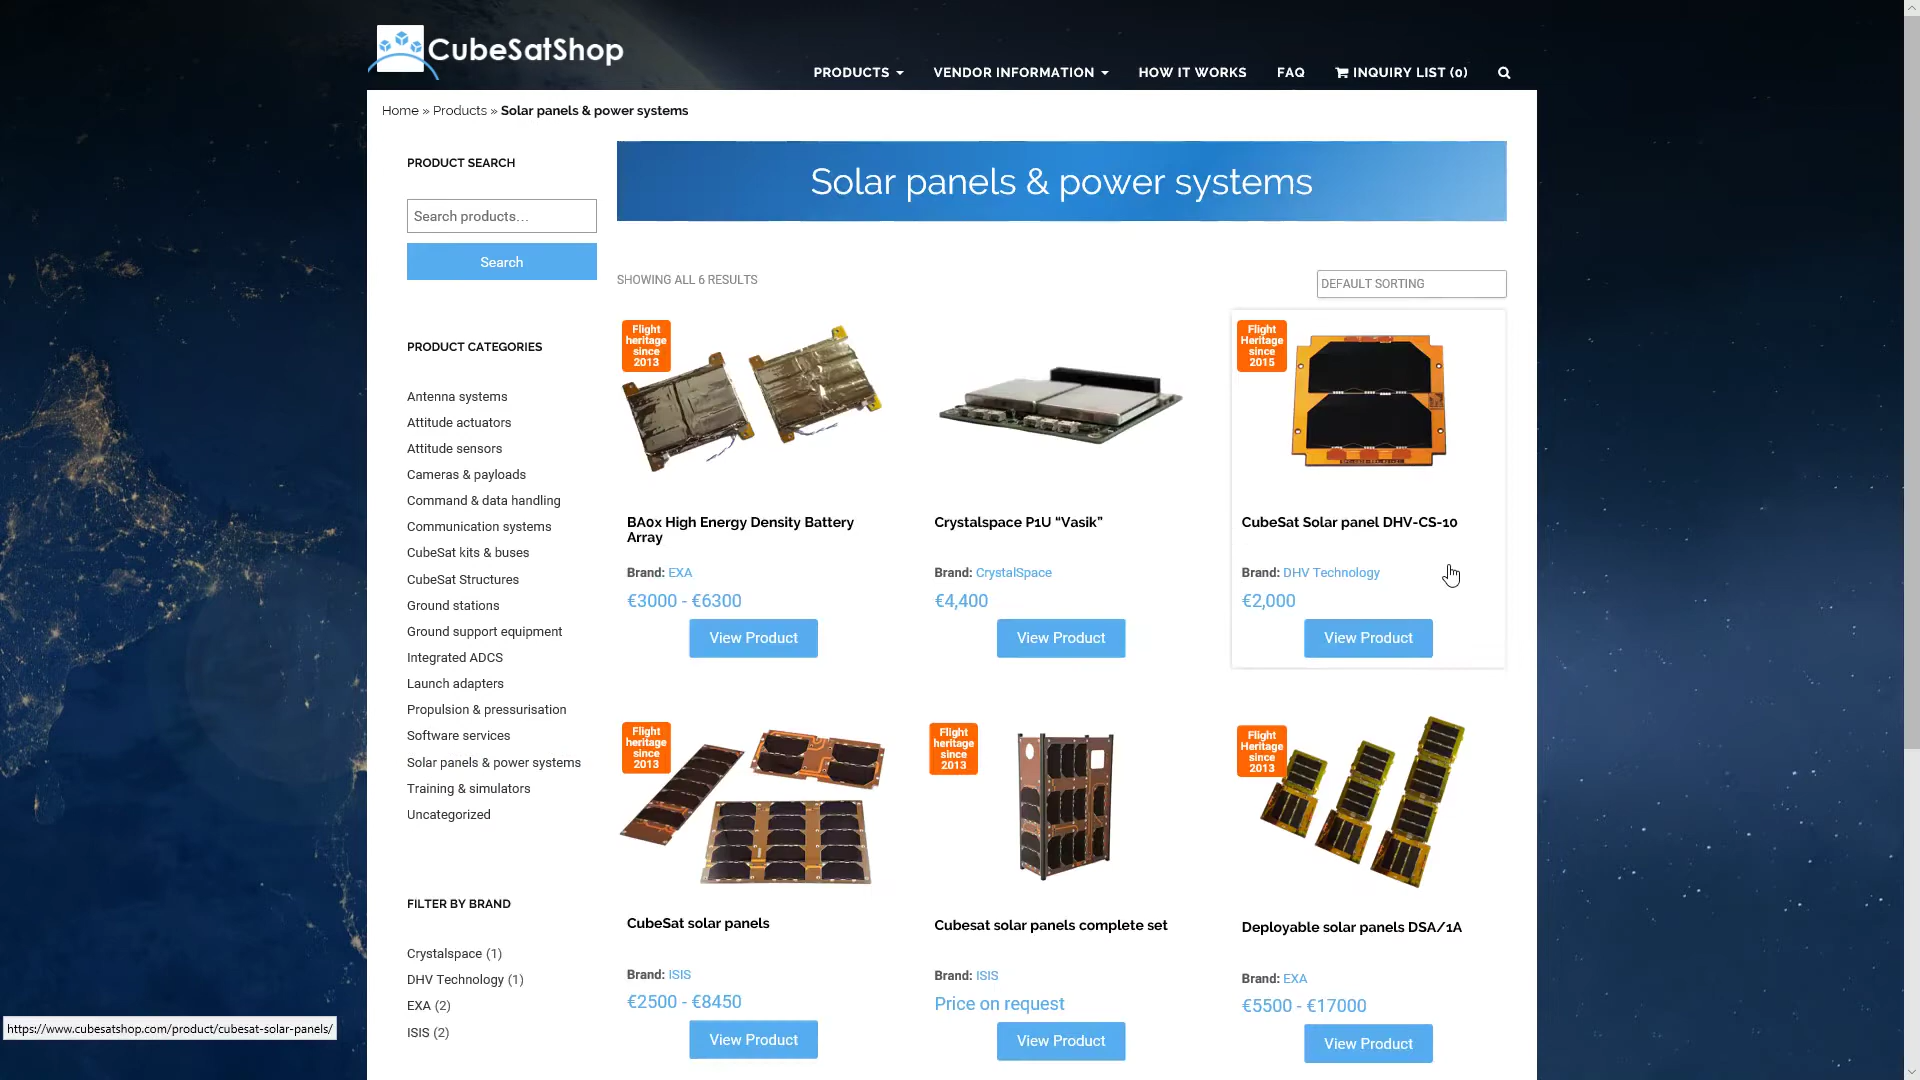 CubeSatShop
PRODUCTS
VENDOR INFORMATION
HOW IT WORKS
FAQ
INQUIRY LIST (0)
Home » Products » Solar panels & power systems
PRODUCT SEARCH
Search products…
Search
PRODUCT CATEGORIES
Antenna systems
Attitude actuators
Attitude sensors
Cameras & payloads
Command & data handling
Communication systems
CubeSat kits & buses
CubeSat Structures
Ground stations
Ground support equipment
Integrated ADCS
Launch adapters
Propulsion & pressurisation
Software services
Solar panels & power systems
Training & simulators
Uncategorized
FILTER BY BRAND
Crystalspace (1)
DHV Technology (1)
EXA (2)
ISIS (2)
Solar panels & power systems
SHOWING ALL 6 RESULTS
DEFAULT SORTING
Flight
heritage
since
2013
BA0x High Energy Density Battery
Array
Brand: EXA
€3000 - €6300
View Product
Crystalspace P1U “Vasik”
Brand: CrystalSpace
€4,400
View Product
Flight
Heritage
since
2015
CubeSat Solar panel DHV-CS-10
Brand: DHV Technology
€2,000
View Product
Flight
heritage
since
2013
CubeSat solar panels
Brand: ISIS
€2500 - €8450
View Product
Flight
heritage
since
2013
Cubesat solar panels complete set
Brand: ISIS
Price on request
View Product
Flight
Heritage
since
2013
Deployable solar panels DSA/1A
Brand: EXA
€5500 - €17000
View Product
https://www.cubesatshop.com/product/cubesat-solar-panels/